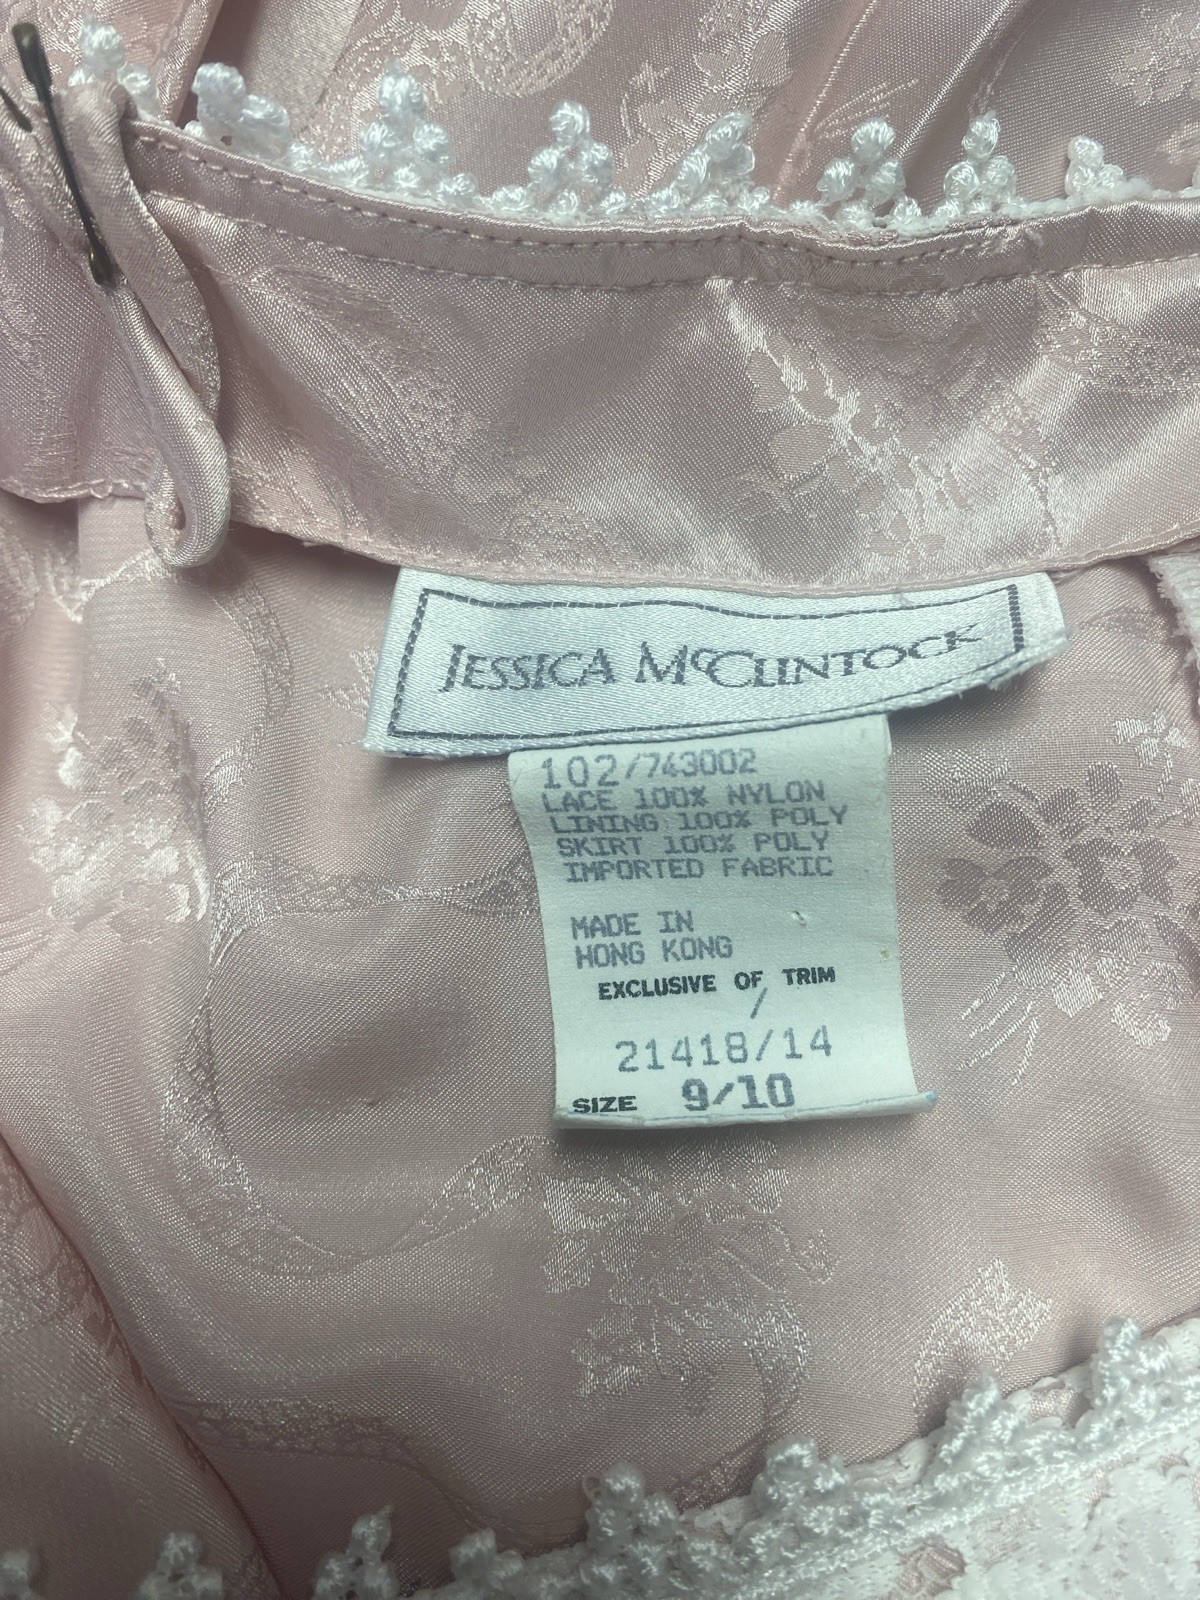 JESSICA McCLINTOCK
102/743002
LACE 100% NYLON
LINING 100% POLY
SKIRT 100% POLY
IMPORTED FABRIC
MADE IN
HONG KONG
EXCLUSIVE OF TRIM
/
21418/14
SIZE 9/10